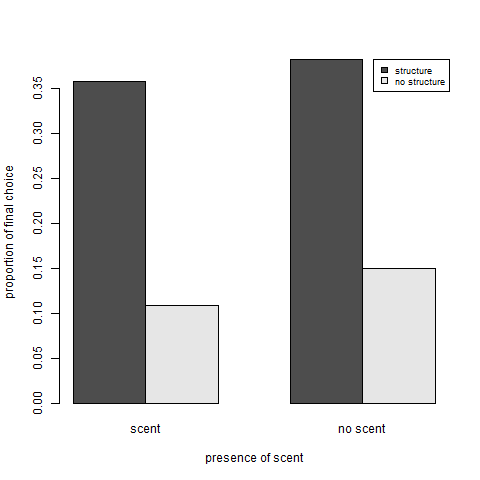 structure
no structure
0.35
0.30
0.25
0.20
0.15
0.10
0.05
0.00
proportion of final choice
scent
no scent
presence of scent